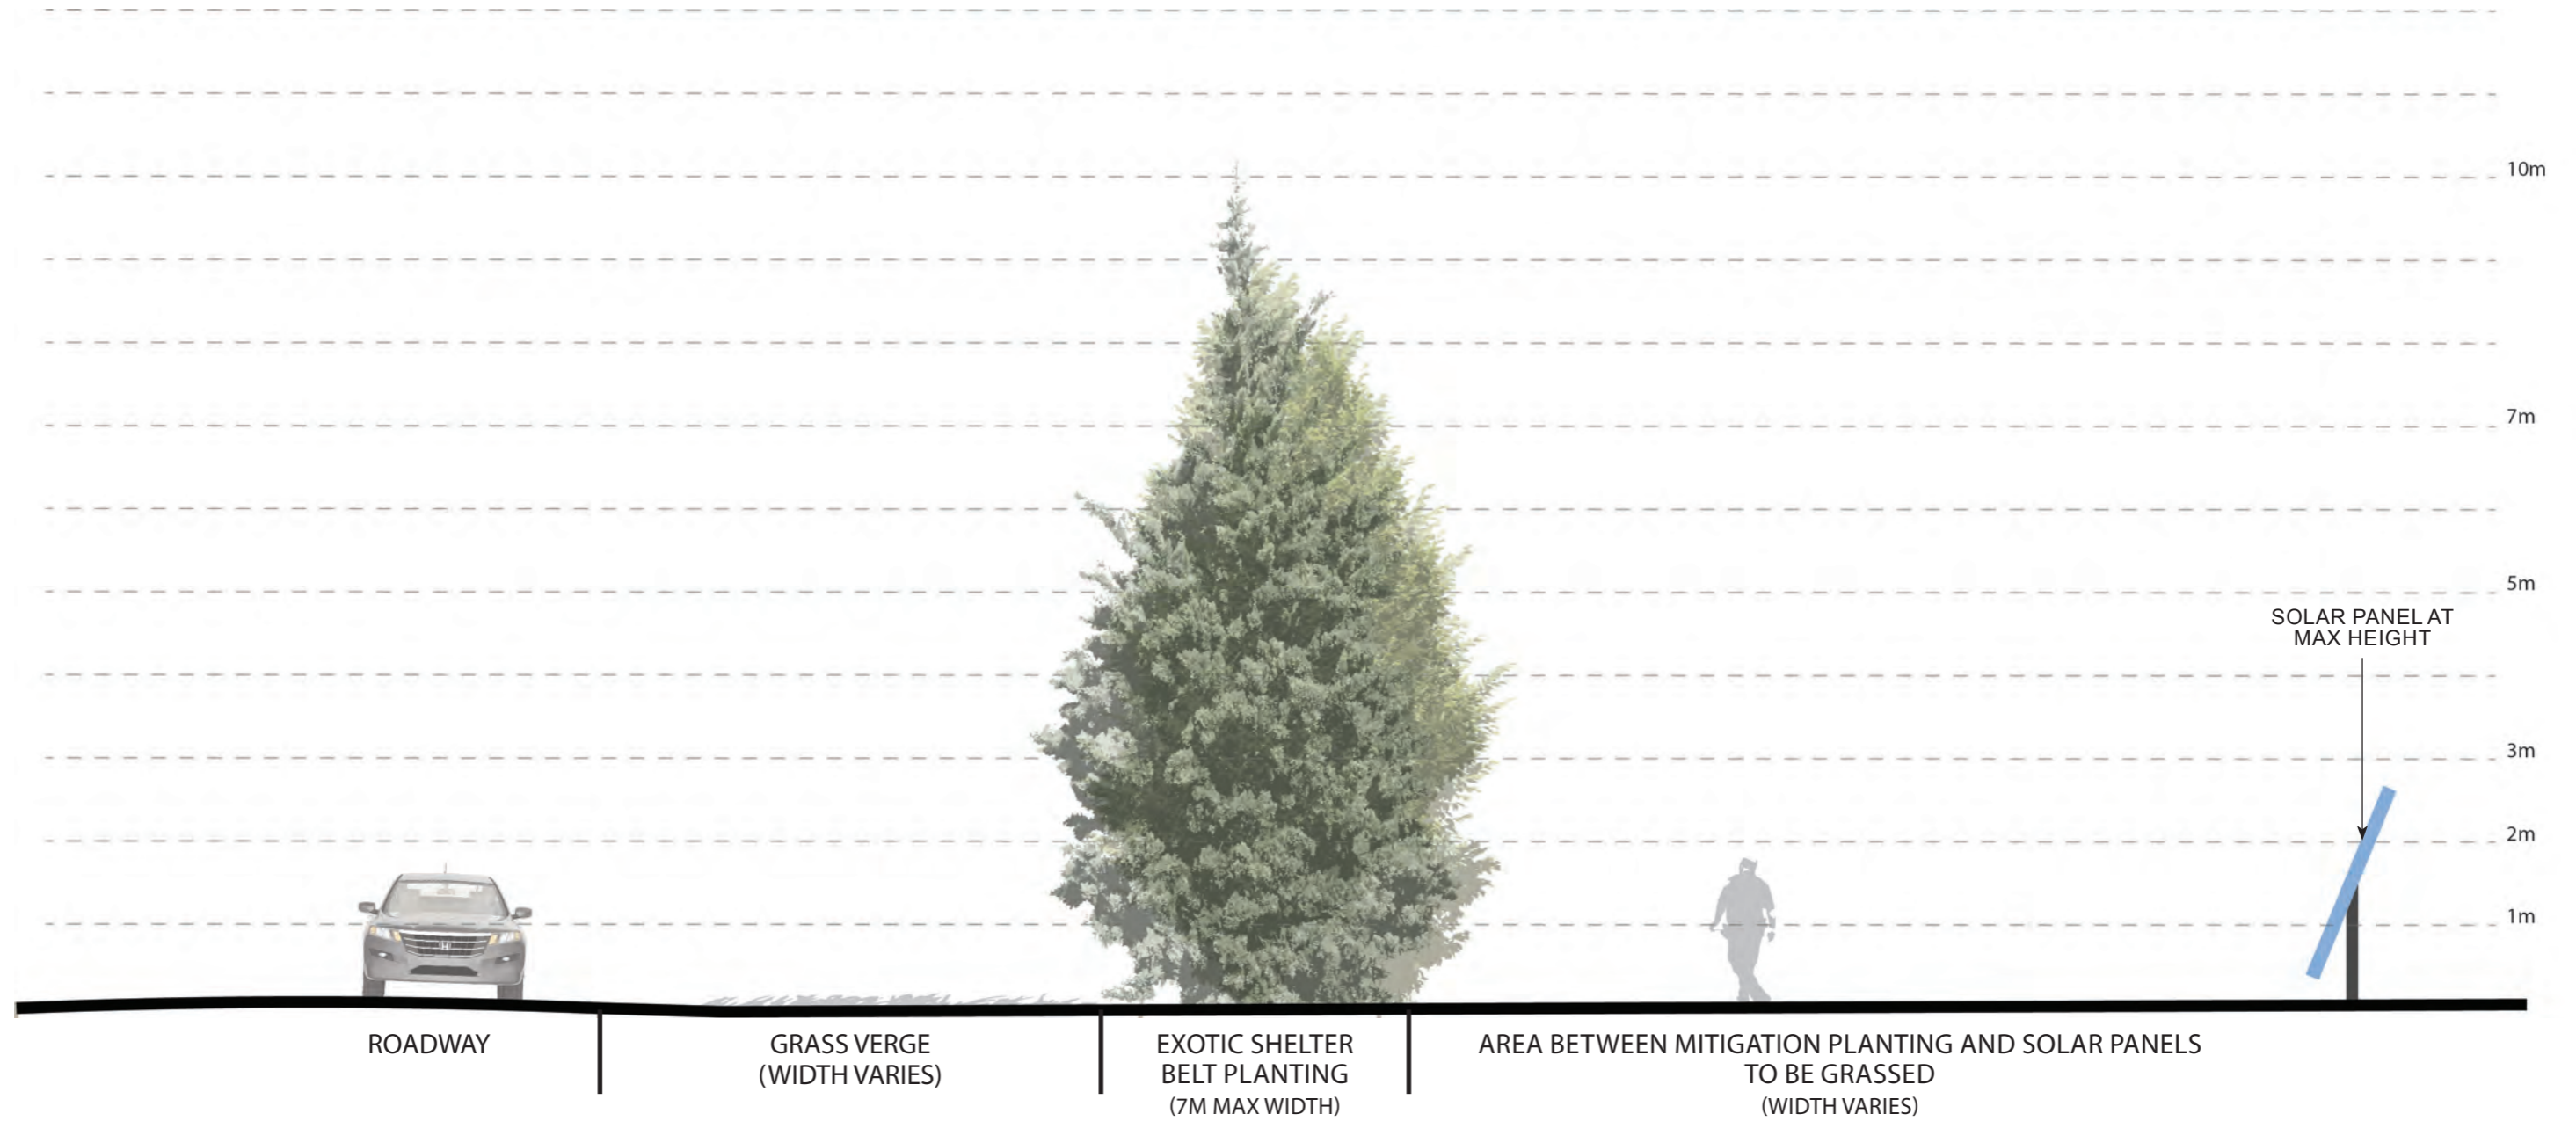 10m
7m
5m
SOLAR PANEL AT
MAX HEIGHT
3m
2m
1m
ROADWAY
GRASS VERGE
(WIDTH VARIES)
EXOTIC SHELTER
BELT PLANTING
(7M MAX WIDTH)
AREA BETWEEN MITIGATION PLANTING AND SOLAR PANELS
TO BE GRASSED
(WIDTH VARIES)